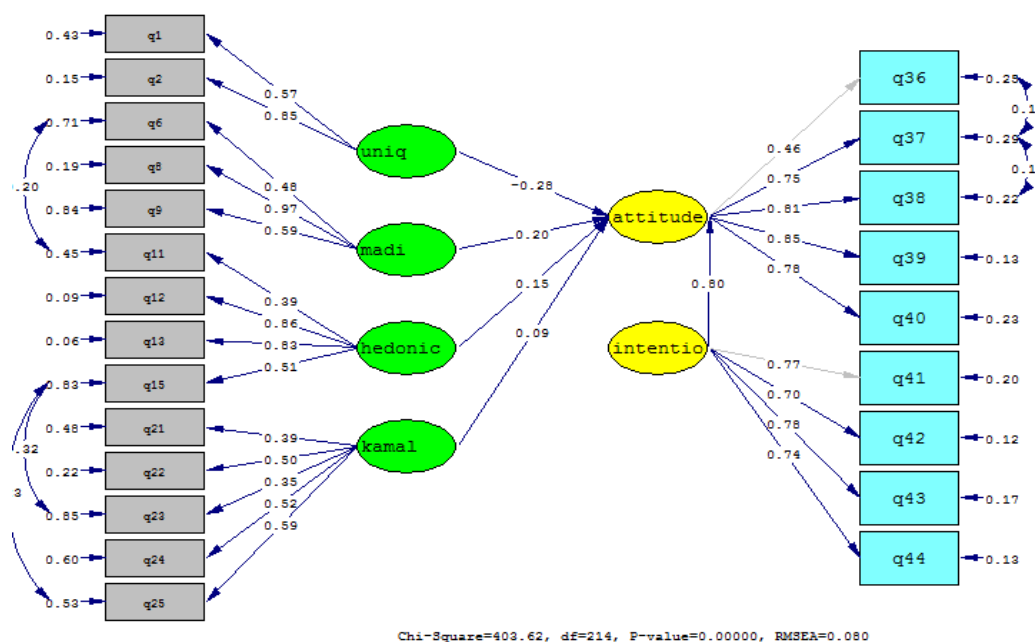 0.43 q1
0.15 q2
0.71 q6
0.19 q8
0.84 q9
0.45 q11
0.09 q12
0.06 q13
0.83 q15
0.48 q21
0.22 q22
0.85 q23
0.60 q24
0.53 q25
.20
.32
3
0.57
0.85
0.48
0.97
0.59
0.39
0.86
0.83
0.51
0.39
0.50
0.35
0.52
0.59
uniq
madi
hedonic
kamal
-0.28
0.20
0.15
0.09
attitude
0.80
intentio
0.46
0.75
0.81
0.85
0.78
0.77
0.70
0.78
0.74
q36 0.25
0.1
q37 0.29
0.1
q38 0.22
q39 0.13
q40 0.23
q41 0.20
q42 0.12
q43 0.17
q44 0.13
Chi-Square=403.62, df=214, P-value=0.00000, RMSEA=0.080